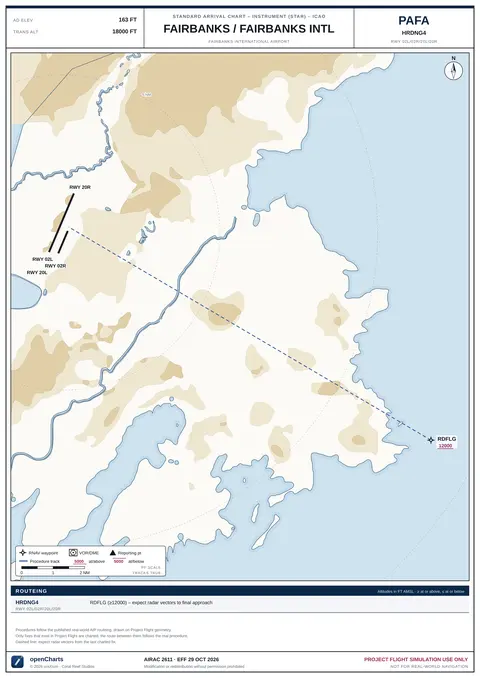 AD ELEV 163 FT
TRANS ALT 18000 FT
STANDARD ARRIVAL CHART - INSTRUMENT (STAR) - ICAO
FAIRBANKS / FAIRBANKS INTL
FAIRBANKS INTERNATIONAL AIRPORT
PAFA
HRDNG4
RWY 02L/02R/20L/20R
N
RWY 20R
RWY 02L
RWY 02R
RWY 20L
RDFLG
12000
RNAV waypoint
VOR/DME
Reporting pt
Procedure track
5000 at/above
5000 at/below
0 1 2 NM
ROUTEING
Altitudes in FT AMSL · ≥ at or above, ≤ at or below
HRDNG4
RWY 02L/02R/20L/20R
RDFLG (≥12000) – expect radar vectors to final approach
Procedures follow the published real-world AIP routeing, drawn on Project Flight geometry.
Only fixes that exist in Project Flight are charted; the route between them follows the real procedure.
Dashed line: expect radar vectors from the last charted fix.
openCharts
© 2026 openCharts · Coral Reef Studios
AIRAC 2611 · EFF 29 OCT 2026
Modification or redistribution without permission prohibited
PROJECT FLIGHT SIMULATION USE ONLY
NOT FOR REAL-WORLD NAVIGATION